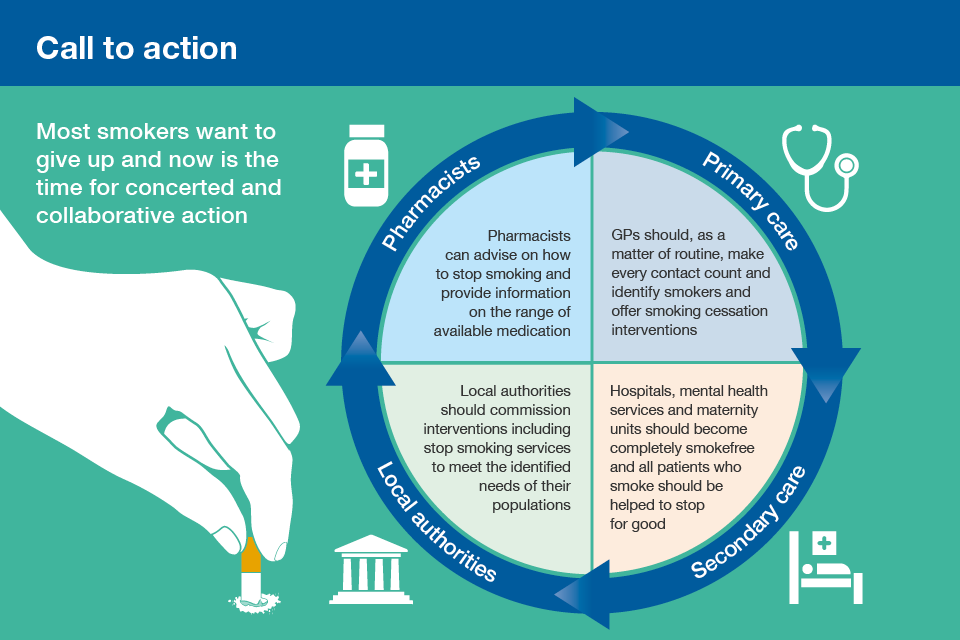 Call to action
Most smokers want to
give up and now is the
time for concerted and
collaborative action
Pharmacists
Pharmacists
can advise on how
to stop smoking and
provide information
on the range of
available medication
Primary care
GPs should, as a
matter of routine, make
every contact count and
identify smokers and
offer smoking cessation
interventions
Local authorities
Local authorities
should commission
interventions including
stop smoking services
to meet the identified
needs of their
populations
Secondary care
Hospitals, mental health
services and maternity
units should become
completely smokefree
and all patients who
smoke should be
helped to stop
for good